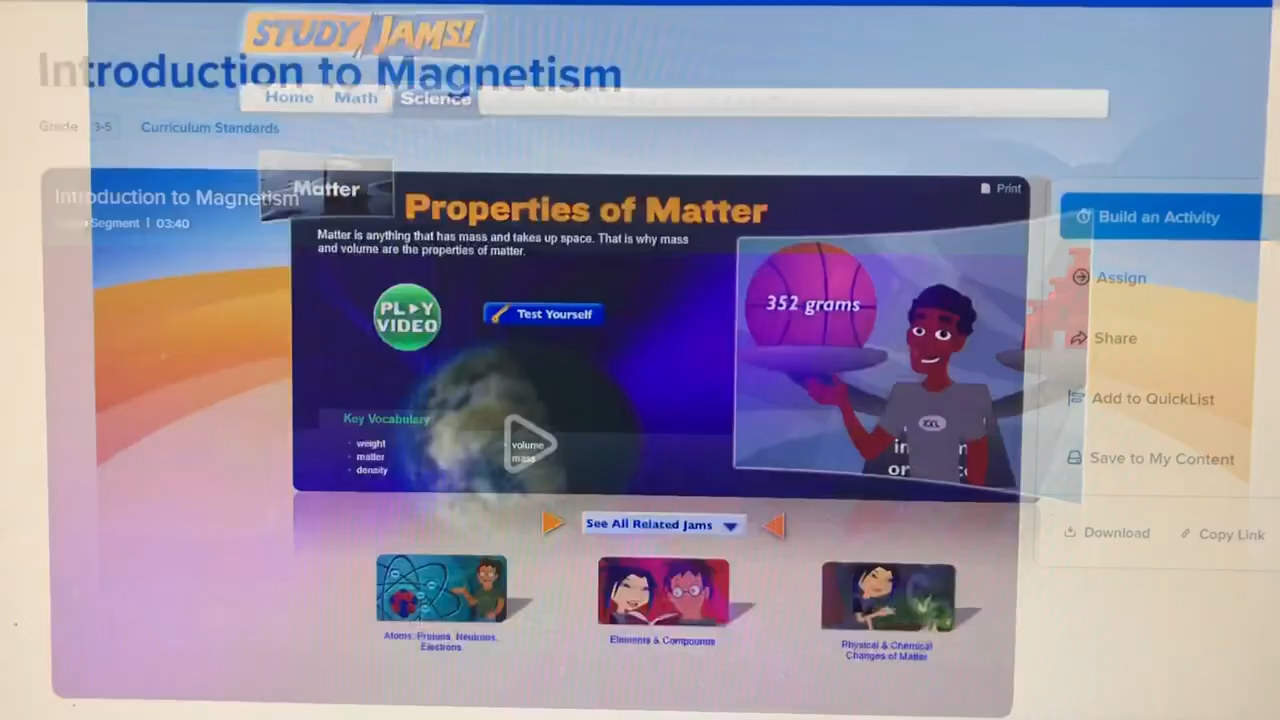 STUDY JAMS!
Introduction to Magnetism
Home Math Science
Grade 3-5 Curriculum Standards
Introduction to Magnetism
Segment | 03:40
Matter
Properties of Matter
Print
Matter is anything that has mass and takes up space. That is why mass
and volume are the properties of matter.
352 grams
PLAY
VIDEO
Test Yourself
Key Vocabulary
weight
matter
density
volume
mass
XXL
Build an Activity
Assign
Share
Add to QuickList
Save to My Content
Download Copy Link
See All Related Jams
Atoms: Protons, Neutrons,
Electrons.
Elements & Compounds
Physical & Chemical
Changes of Matter